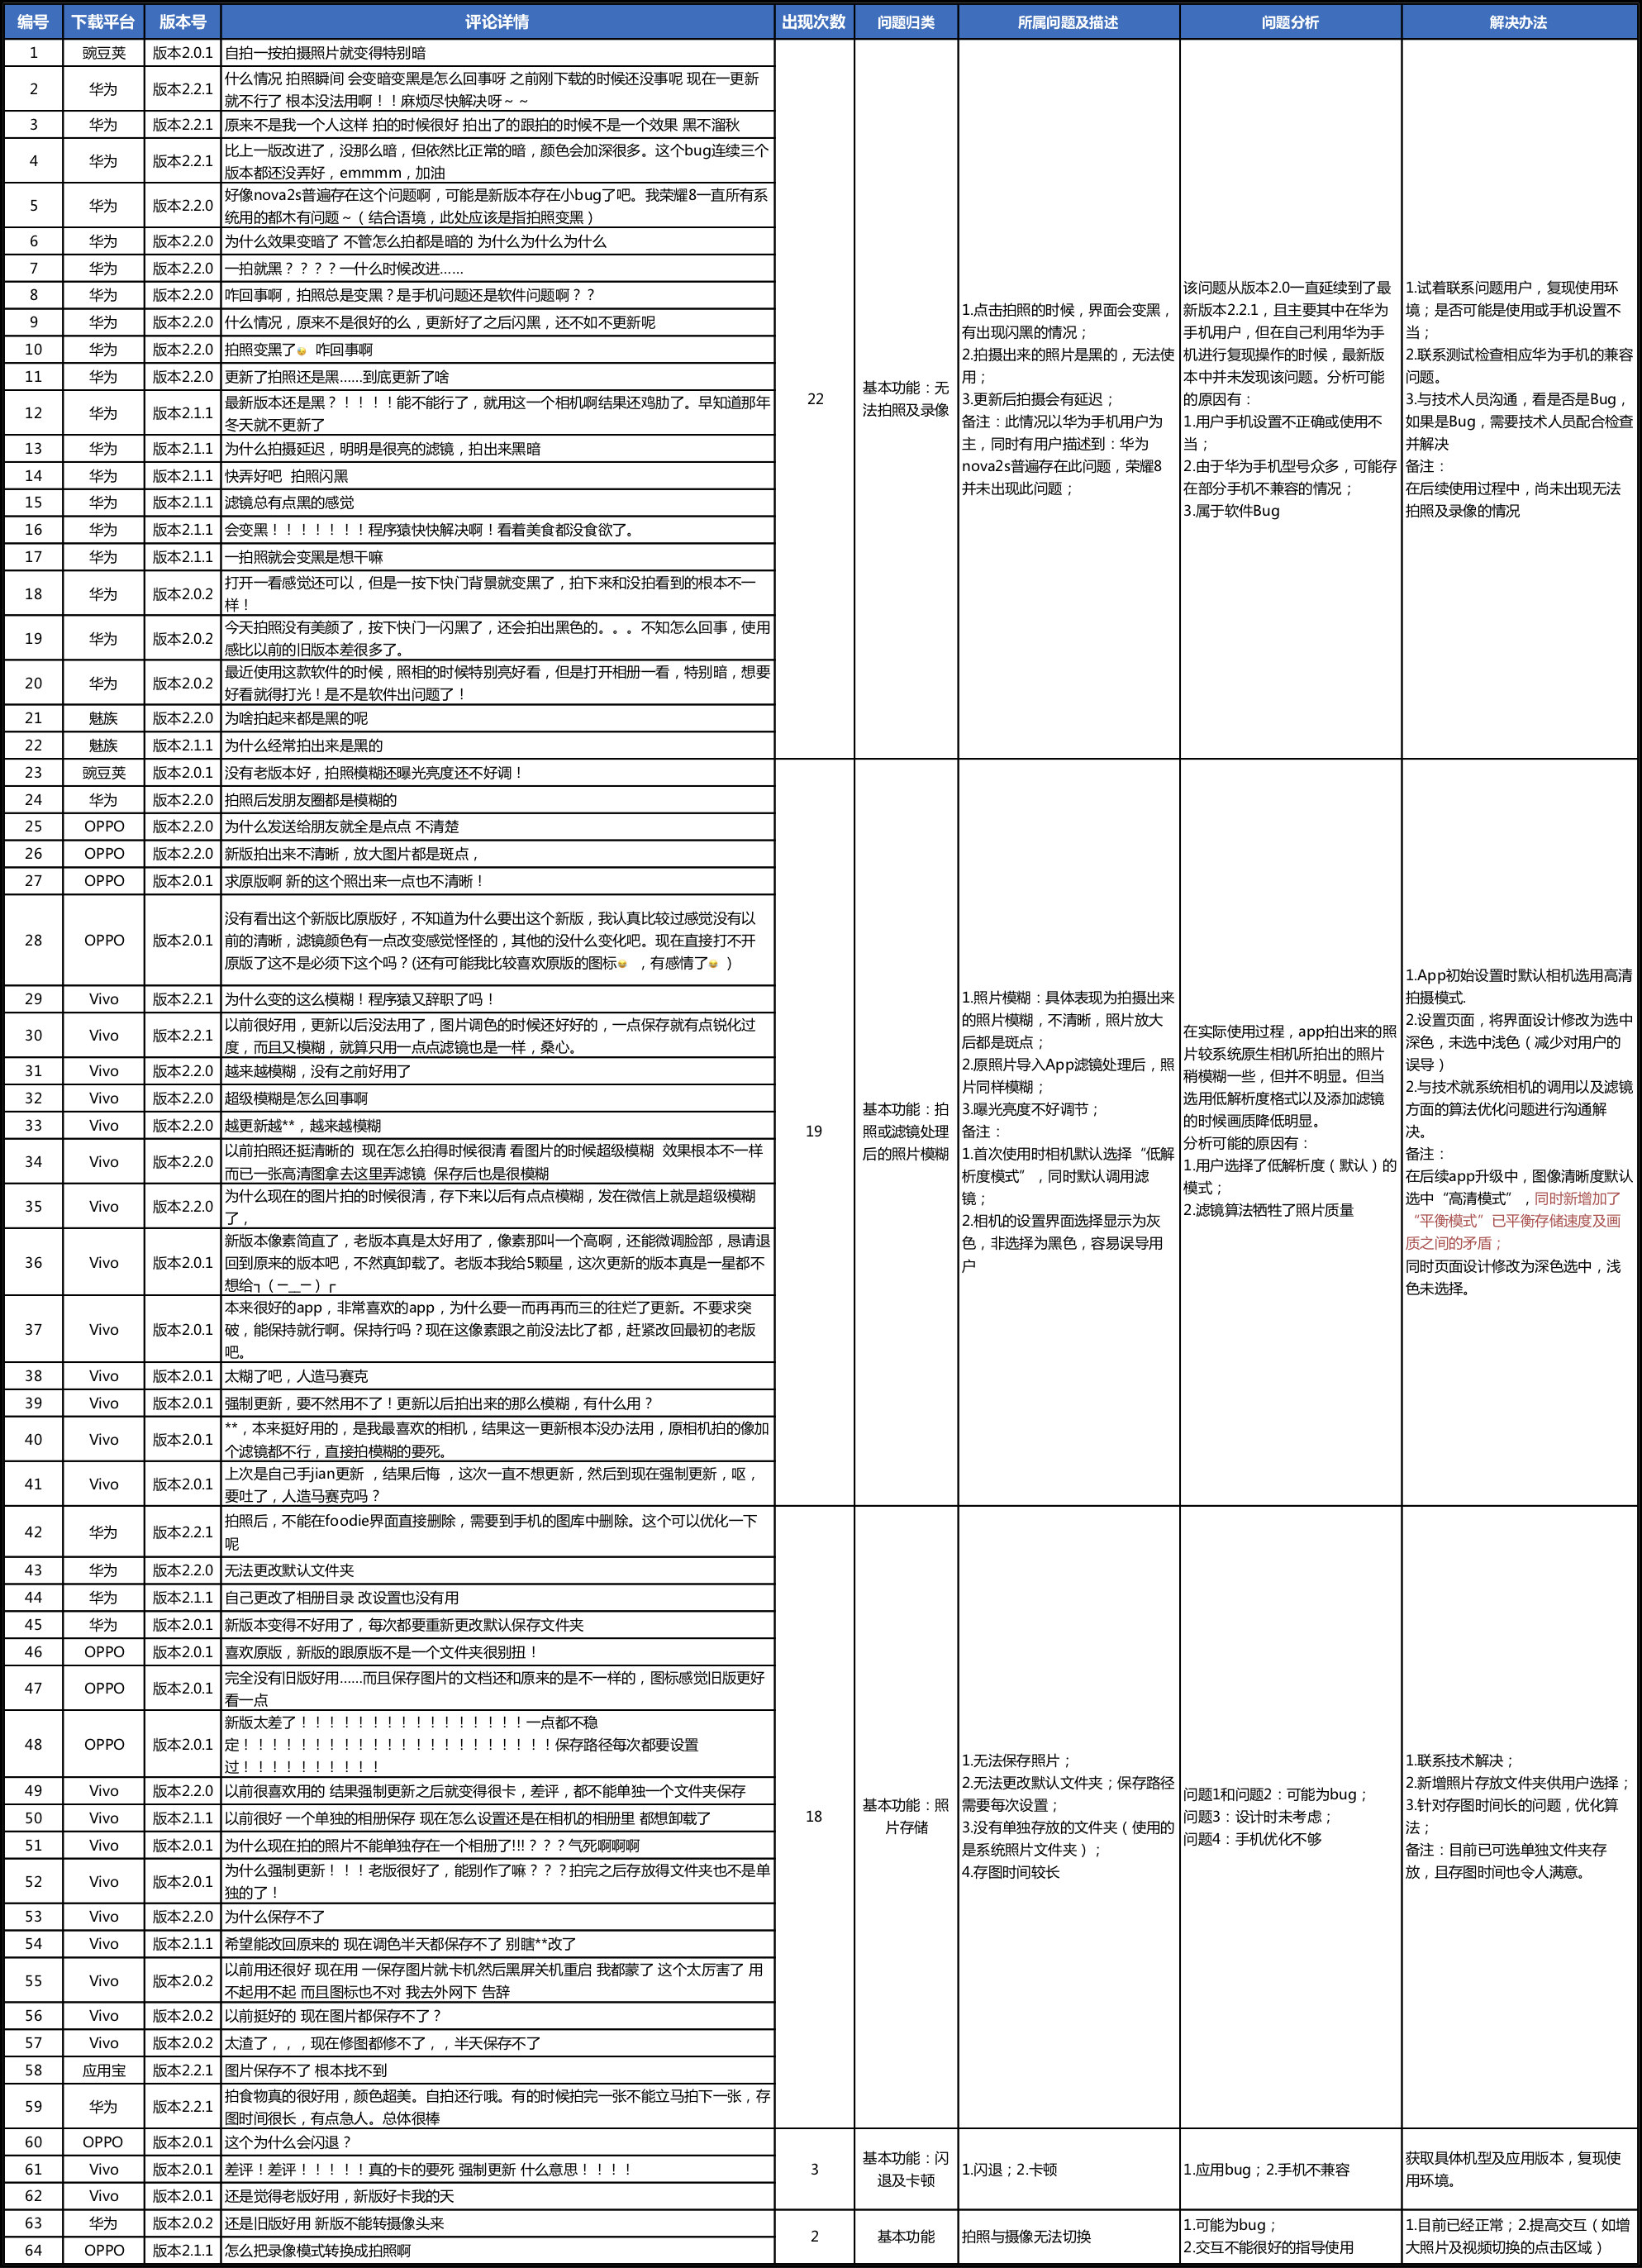 编号 下载平台 版本号 评论详情 出现次数 问题归类 所属问题及描述 问题分析 解决办法
1 豌豆荚 版本2.0.1 自拍一按拍摄照片就变得特别暗
2 华为 版本2.2.1 什么情况 拍照瞬间 会变暗变黑是怎么回事呀 之前刚下载的时候还没事呢 现在一更新
就不行了 根本没法用啊！！麻烦尽快解决呀～～
3 华为 版本2.2.1 原来不是我一个人这样 拍的时候很好 拍出了的跟拍的时候不是一个效果 黑不溜秋
4 华为 版本2.2.1 比上一版改进了，没那么暗，但依然比正常的暗，颜色会加深很多。这个bug连续三个
版本都还没弄好，emmmm，加油
5 华为 版本2.2.0 好像nova2s普遍存在这个问题啊，可能是新版本存在小bug了吧。我荣耀8一直所有系
统用的都木有问题～（结合语境，此处应该是指拍照变黑）
6 华为 版本2.2.0 为什么效果变暗了 不管怎么拍都是暗的 为什么为什么为什么
7 华为 版本2.2.0 一拍就黑？？？？一什么时候改进……
8 华为 版本2.2.0 咋回事啊，拍照总是变黑？是手机问题还是软件问题啊？？
9 华为 版本2.2.0 什么情况，原来不是很好的么，更新好了之后闪黑，还不如不更新呢
10 华为 版本2.2.0 拍照变黑了😂 咋回事啊
11 华为 版本2.2.0 更新了拍照还是黑……到底更新了啥
12 华为 版本2.1.1 最新版本还是黑？！！！！能不能行了，就用这一个相机啊结果还鸡肋了。早知道那年
冬天就不更新了
13 华为 版本2.1.1 为什么拍摄延迟，明明是很亮的滤镜，拍出来黑暗
14 华为 版本2.1.1 快弄好吧 拍照闪黑
15 华为 版本2.1.1 滤镜总有点黑的感觉
16 华为 版本2.1.1 会变黑！！！！！！！程序猿快快解决啊！看着美食都没食欲了。
17 华为 版本2.1.1 一拍照就会变黑是想干嘛
18 华为 版本2.0.2 打开一看感觉还可以，但是一按下快门背景就变黑了，拍下来和没拍看到的根本不一
样！
19 华为 版本2.0.2 今天拍照没有美颜了，按下快门一闪黑了，还会拍出黑色的。。。不知怎么回事，使用
感比以前的旧版本差很多了。
20 华为 版本2.0.2 最近使用这款软件的时候，照相的时候特别亮好看，但是打开相册一看，特别暗，想要
好看就得打光！是不是软件出问题了！
21 魅族 版本2.2.0 为啥拍起来都是黑的呢
22 魅族 版本2.1.1 为什么经常拍出来是黑的
22
基本功能：无
法拍照及录像
1.点击拍照的时候，界面会变黑，
有出现闪黑的情况；
2.拍摄出来的照片是黑的，无法使
用；
3.更新后拍摄会有延迟；
备注：此情况以华为手机用户为
主，同时有用户描述到：华为
nova2s普遍存在此问题，荣耀8
并未出现此问题；
该问题从版本2.0一直延续到了最
新版本2.2.1，且主要其中在华为
手机用户，但在自己利用华为手
机进行复现操作的时候，最新版
本中并未发现该问题。分析可能
的原因有：
1.用户手机设置不正确或使用不
当；
2.由于华为手机型号众多，可能存
在部分手机不兼容的情况；
3.属于软件Bug
1.试着联系问题用户，复现使用环
境；是否可能是使用或手机设置不
当；
2.联系测试检查相应华为手机的兼容
问题。
3.与技术人员沟通，看是否是Bug，
如果是Bug，需要技术人员配合检查
并解决
备注：
在后续使用过程中，尚未出现无法
拍照及录像的情况
23 豌豆荚 版本2.0.1 没有老版本好，拍照模糊还曝光亮度还不好调！
24 华为 版本2.2.0 拍照后发朋友圈都是模糊的
25 OPPO 版本2.2.0 为什么发送给朋友就全是点点 不清楚
26 OPPO 版本2.2.0 新版拍出来不清晰，放大图片都是斑点，
27 OPPO 版本2.0.1 求原版啊 新的这个照出来一点也不清晰！
28 OPPO 版本2.0.1 没有看出这个新版比原版好，不知道为什么要出这个新版，我认真比较过感觉没有以
前的清晰，滤镜颜色有一点改变感觉怪怪的，其他的没什么变化吧。现在直接打不开
原版了这不是必须下这个吗？(还有可能我比较喜欢原版的图标😂 ，有感情了😂 )
29 Vivo 版本2.2.1 为什么变的这么模糊！程序猿又辞职了吗！
30 Vivo 版本2.2.1 以前很好用，更新以后没法用了，图片调色的时候还好好的，一点保存就有点锐化过
度，而且又模糊，就算只用一点点滤镜也是一样，桑心。
31 Vivo 版本2.2.0 越来越模糊，没有之前好用了
32 Vivo 版本2.2.0 超级模糊是怎么回事啊
33 Vivo 版本2.2.0 越更新越**，越来越模糊
34 Vivo 版本2.2.0 以前拍照还挺清晰的 现在怎么拍得时候很清 看图片的时候超级模糊 效果根本不一样
而已一张高清图拿去这里弄滤镜 保存后也是很模糊
35 Vivo 版本2.2.0 为什么现在的图片拍的时候很清，存下来以后有点点模糊，发在微信上就是超级模糊
了，
36 Vivo 版本2.0.1 新版本像素简直了，老版本真是太好用了，像素那叫一个高啊，还能微调脸部，恳请退
回到原来的版本吧，不然真卸载了。老版本我给5颗星，这次更新的版本真是一星都不
想给┐(－__－)┌
37 Vivo 版本2.0.1 本来很好的app，非常喜欢的app，为什么要一而再再而三的往烂了更新。不要求突
破，能保持就行啊。保持行吗？现在这像素跟之前没法比了都，赶紧改回最初的老版
吧。
38 Vivo 版本2.0.1 太糊了吧，人造马赛克
39 Vivo 版本2.0.1 强制更新，要不然用不了！更新以后拍出来的那么模糊，有什么用？
40 Vivo 版本2.0.1 **，本来挺好用的，是我最喜欢的相机，结果这一更新根本没办法用，原相机拍的像加
个滤镜都不行，直接拍模糊的要死。
41 Vivo 版本2.0.1 上次是自己手jian更新 ，结果后悔 ，这次一直不想更新，然后到现在强制更新，呕，
要吐了，人造马赛克吗？
19
基本功能：拍
照或滤镜处理
后的照片模糊
1.照片模糊：具体表现为拍摄出来
的照片模糊，不清晰，照片放大
后都是斑点；
2.原照片导入App滤镜处理后，照
片同样模糊；
3.曝光亮度不好调节；
备注：
1.首次使用时相机默认选择“低解
析度模式”，同时默认调用滤
镜；
2.相机的设置界面选择显示为灰
色，非选择为黑色，容易误导用
户
在实际使用过程，app拍出来的照
片较系统原生相机所拍出的照片
稍模糊一些，但并不明显。但当
选用低解析度格式以及添加滤镜
的时候画质降低明显。
分析可能的原因有：
1.用户选择了低解析度（默认）的
模式；
2.滤镜算法牺牲了照片质量
1.App初始设置时默认相机选用高清
拍摄模式.
2.设置页面，将界面设计修改为选中
深色，未选中浅色（减少对用户的
误导）
2.与技术就系统相机的调用以及滤镜
方面的算法优化问题进行沟通解
决。
备注：
在后续app升级中，图像清晰度默认
选中“高清模式”，同时新增加了
“平衡模式”已平衡存储速度及画
质之间的矛盾；
同时页面设计修改为深色选中，浅
色未选择。
42 华为 版本2.2.1 拍照后，不能在foodie界面直接删除，需要到手机的图库中删除。这个可以优化一下
呢
43 华为 版本2.2.0 无法更改默认文件夹
44 华为 版本2.1.1 自己更改了相册目录 改设置也没有用
45 华为 版本2.0.1 新版本变得不好用了，每次都要重新更改默认保存文件夹
46 OPPO 版本2.0.1 喜欢原版，新版的跟原版不是一个文件夹很别扭！
47 OPPO 版本2.0.1 完全没有旧版好用……而且保存图片的文档还和原来的是不一样的，图标感觉旧版更好
看一点
48 OPPO 版本2.0.1 新版太差了！！！！！！！！！！！！！！！！一点都不稳
定！！！！！！！！！！！！！！！！！！！！！！保存路径每次都要设置
过！！！！！！！！！！
49 Vivo 版本2.2.0 以前很喜欢用的 结果强制更新之后就变得很卡，差评，都不能单独一个文件夹保存
50 Vivo 版本2.1.1 以前很好 一个单独的相册保存 现在怎么设置还是在相机的相册里 都想卸载了
51 Vivo 版本2.0.1 为什么现在拍的照片不能单独存在一个相册了!!!？？？气死啊啊啊
52 Vivo 版本2.0.1 为什么强制更新！！！老版很好了，能别作了嘛？？？拍完之后存放得文件夹也不是单
独的了！
53 Vivo 版本2.2.0 为什么保存不了
54 Vivo 版本2.1.1 希望能改回原来的 现在调色半天都保存不了 别瞎**改了
55 Vivo 版本2.0.2 以前用还很好 现在用 一保存图片就卡机然后黑屏关机重启 我都蒙了 这个太厉害了 用
不起用不起 而且图标也不对 我去外网下 告辞
56 Vivo 版本2.0.2 以前挺好的 现在图片都保存不了？
57 Vivo 版本2.0.2 太渣了，，，现在修图都修不了，，半天保存不了
58 应用宝 版本2.2.1 图片保存不了 根本找不到
59 华为 版本2.2.1 拍食物真的很好用，颜色超美。自拍还行哦。有的时候拍完一张不能立马拍下一张，存
图时间很长，有点急人。总体很棒
18
基本功能：照
片存储
1.无法保存照片；
2.无法更改默认文件夹；保存路径
需要每次设置；
3.没有单独存放的文件夹（使用的
是系统照片文件夹）；
4.存图时间较长
问题1和问题2：可能为bug；
问题3：设计时未考虑；
问题4：手机优化不够
1.联系技术解决；
2.新增照片存放文件夹供用户选择；
3.针对存图时间长的问题，优化算
法；
备注：目前已可选单独文件夹存
放，且存图时间也令人满意。
60 OPPO 版本2.0.1 这个为什么会闪退？
61 Vivo 版本2.0.1 差评！差评！！！！！真的卡的要死 强制更新 什么意思！！！！
62 Vivo 版本2.0.1 还是觉得老版好用，新版好卡我的天
3
基本功能：闪
退及卡顿
1.闪退；2.卡顿
1.应用bug；2.手机不兼容
获取具体机型及应用版本，复现使
用环境。
63 华为 版本2.0.2 还是旧版好用 新版不能转摄像头来
64 OPPO 版本2.1.1 怎么把录像模式转换成拍照啊
2
基本功能
拍照与摄像无法切换
1.可能为bug；
2.交互不能很好的指导使用
1.目前已经正常；2.提高交互（如增
大照片及视频切换的点击区域）